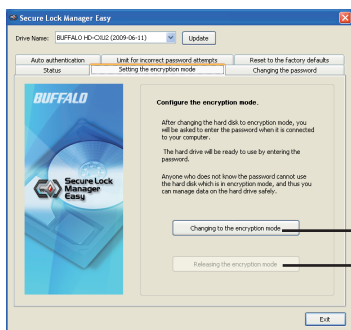 Secure Lock Manager Easy
Drive Name: BUFFALO HD-CXU2 (2009-06-11) Update
Auto authentication Limit for incorrect password attempts Reset to the factory defaults
Status Setting the encryption mode Changing the password
BUFFALO
Secure Lock
Manager
Easy
Configure the encryption mode.
After changing the hard disk to encryption mode, you
will be asked to enter the password when it is connected
to your computer.
The hard drive will be ready to use by entering the
password.
Anyone who does not know the password cannot use
the hard disk which is in encryption mode, and thus you
can manage data on the hard drive safely.
Changing to the encryption mode
Releasing the encryption mode
Exit